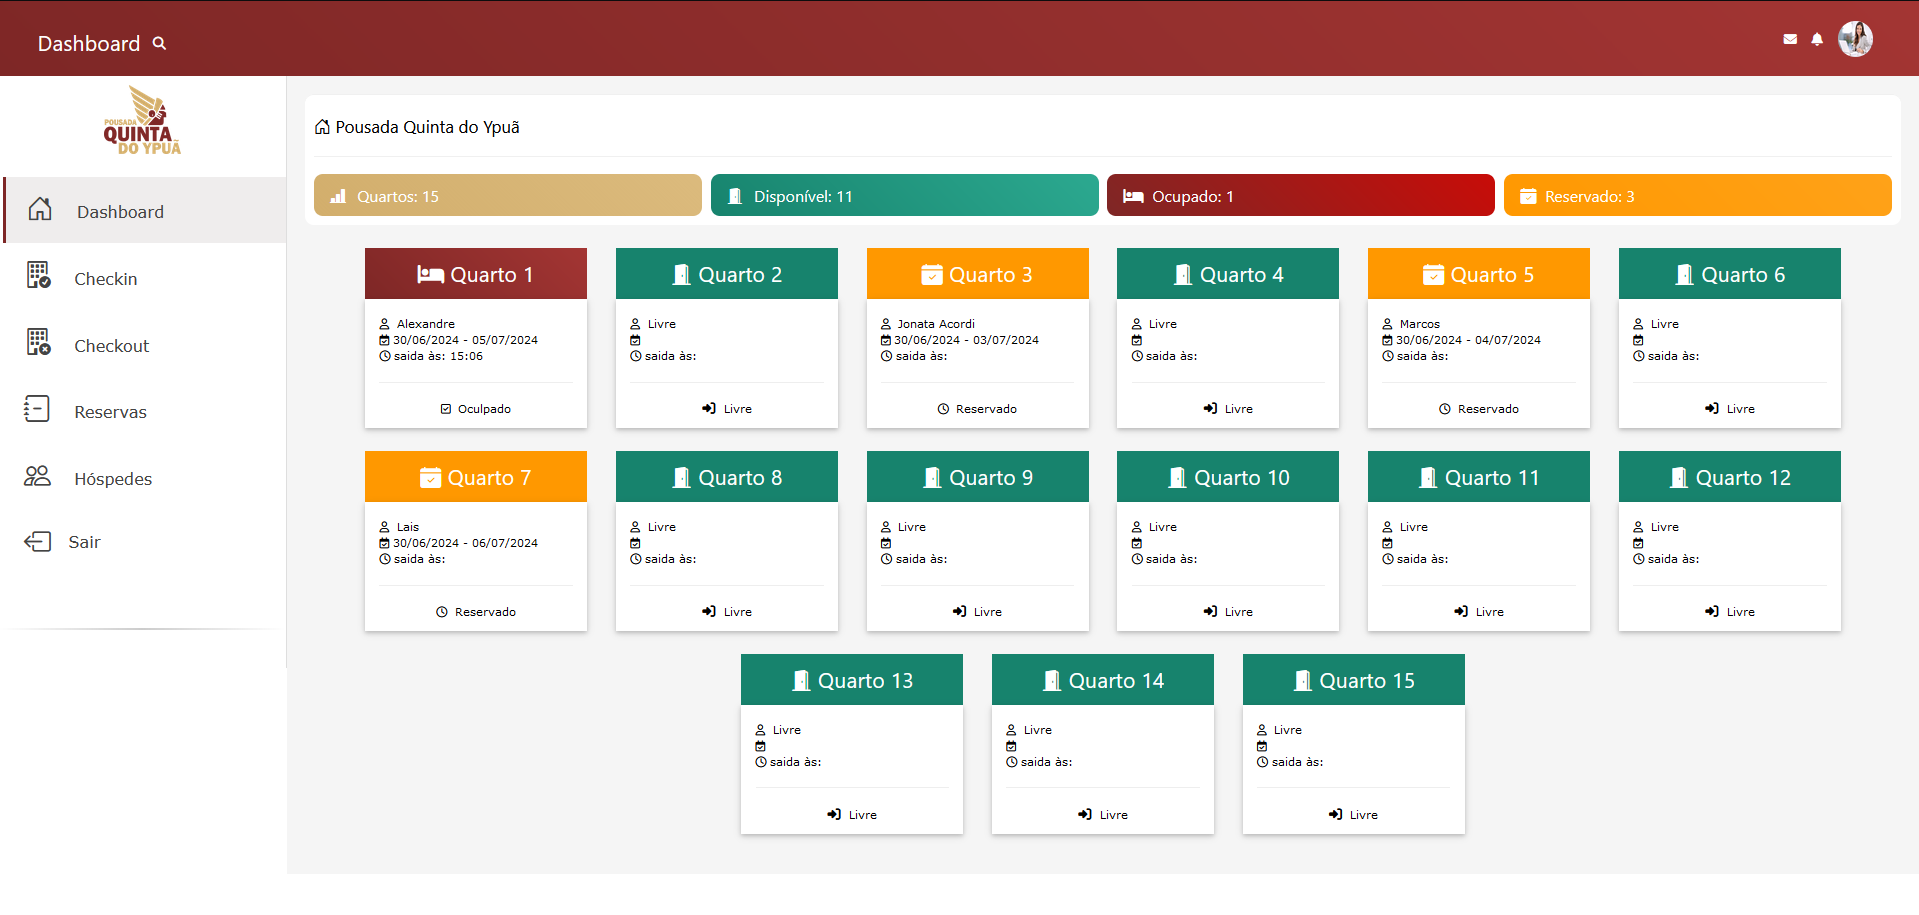 Dashboard
POUSADA
QUINTA
DO YPUÃ
Dashboard
Checkin
Checkout
Reservas
Hóspedes
Sair
Pousada Quinta do Ypuã
Quartos: 15
Disponível: 11
Ocupado: 1
Reservado: 3
Quarto 1
Alexandre
30/06/2024 - 05/07/2024
saida às: 15:06
Oculpado
Quarto 2
Livre
saida às:
Livre
Quarto 3
Jonata Acordi
30/06/2024 - 03/07/2024
saida às:
Reservado
Quarto 4
Livre
saida às:
Livre
Quarto 5
Marcos
30/06/2024 - 04/07/2024
saida às:
Reservado
Quarto 6
Livre
saida às:
Livre
Quarto 7
Lais
30/06/2024 - 06/07/2024
saida às:
Reservado
Quarto 8
Livre
saida às:
Livre
Quarto 9
Livre
saida às:
Livre
Quarto 10
Livre
saida às:
Livre
Quarto 11
Livre
saida às:
Livre
Quarto 12
Livre
saida às:
Livre
Quarto 13
Livre
saida às:
Livre
Quarto 14
Livre
saida às:
Livre
Quarto 15
Livre
saida às:
Livre